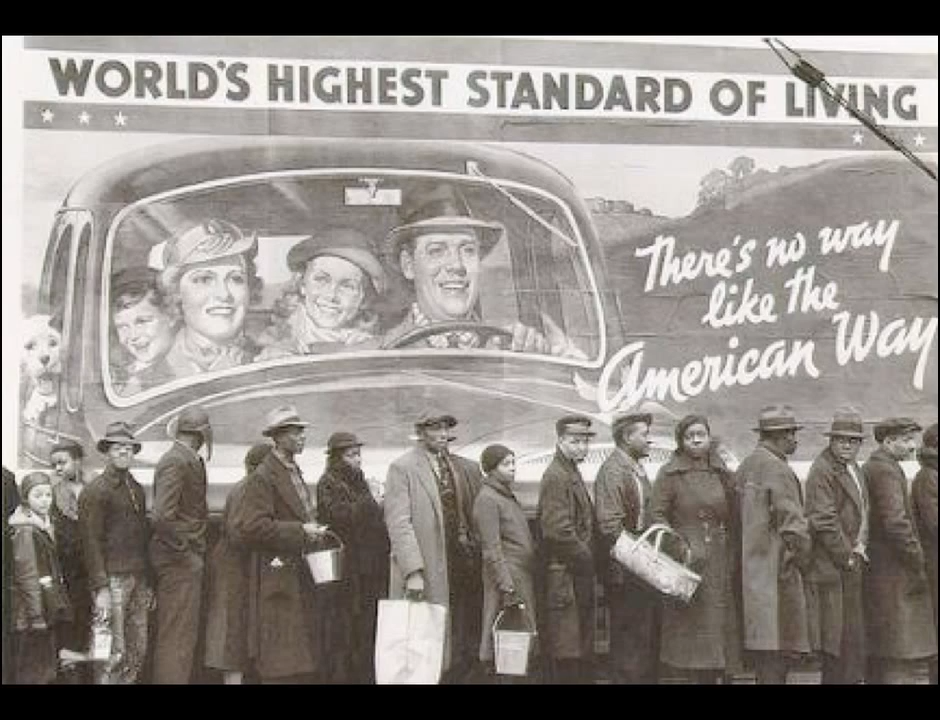 WORLD'S HIGHEST STANDARD OF LIVING
There's no way
like the
American Way